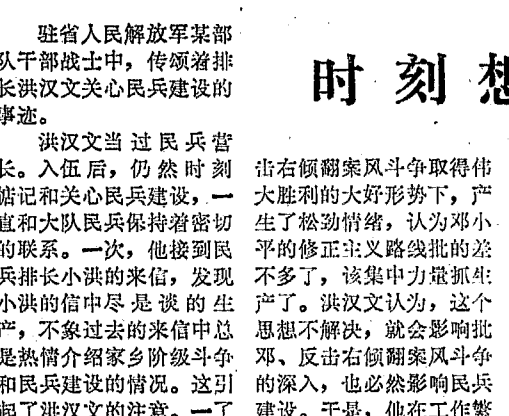 驻省人民解放军某部
队干部战士中，传颂着排
长洪汉文关心民兵建设的
事迹。
洪汉文当过民兵营
长。入伍后，仍然时刻
惦记和关心民兵建设，一
直和大队民兵保持着密切
的联系。一次，他接到民
兵排长小洪的来信，发现
小洪的信中尽是谈的生
产，不象过去的来信中总
是热情介绍家乡阶级斗争
和民兵建设的情况。这引
起了洪汉文的注意。一了
时刻想
击右倾翻案风斗争取得伟
大胜利的大好形势下，产
生了松劲情绪，认为邓小
平的修正主义路线批的差
不多了，该集中力量抓生
产了。洪汉文认为，这个
思想不解决，就会影响批
邓、反击右倾翻案风斗争
的深入，也必然影响民兵
建设。于是，他在工作繁